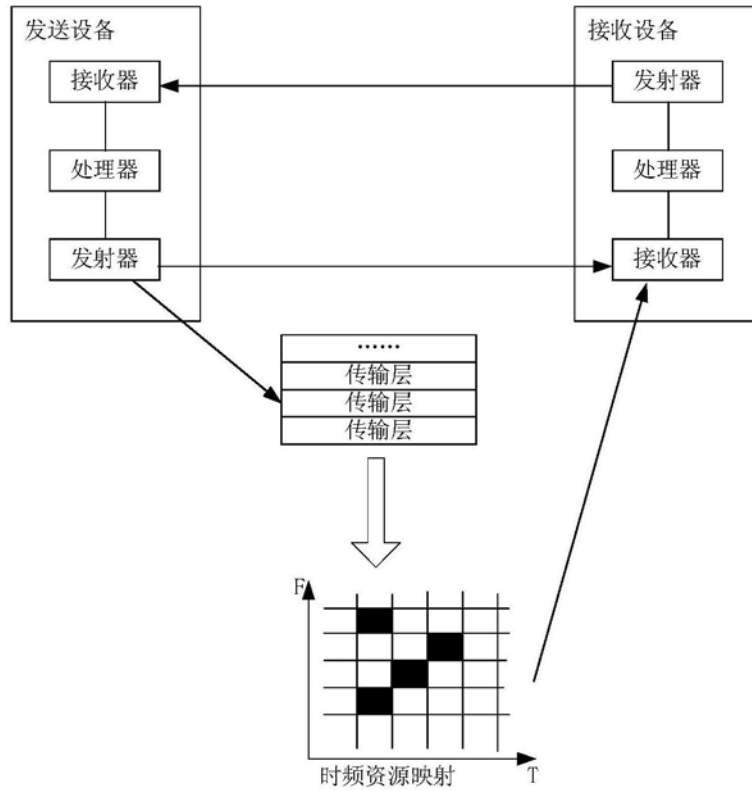 发送设备
接收设备
接收器
发射器
处理器
处理器
发射器
接收器
……
传输层
传输层
传输层
F
时频资源映射
T